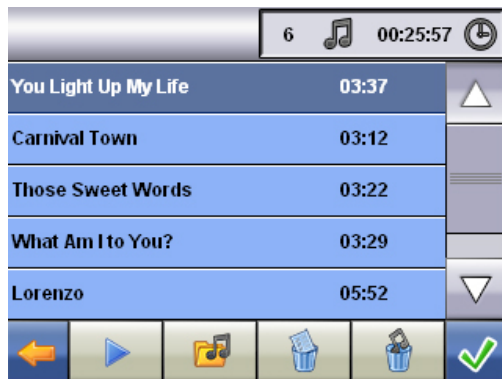 6 00:25:57
You Light Up My Life 03:37
Carnival Town 03:12
Those Sweet Words 03:22
What Am I to You? 03:29
Lorenzo 05:52